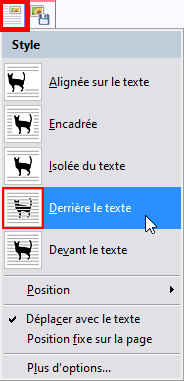 Style
Alignée sur le texte
Encadrée
Isolée du texte
Derrière le texte
Devant le texte
Position
Déplacer avec le texte
Position fixe sur la page
Plus d'options...